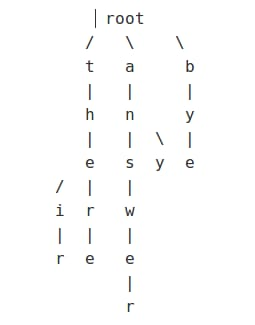 | root
/ \ \
t a b
| | |
h n y
| | \ |
e s y e
/ | |
i r w
| | |
r e e
|
r